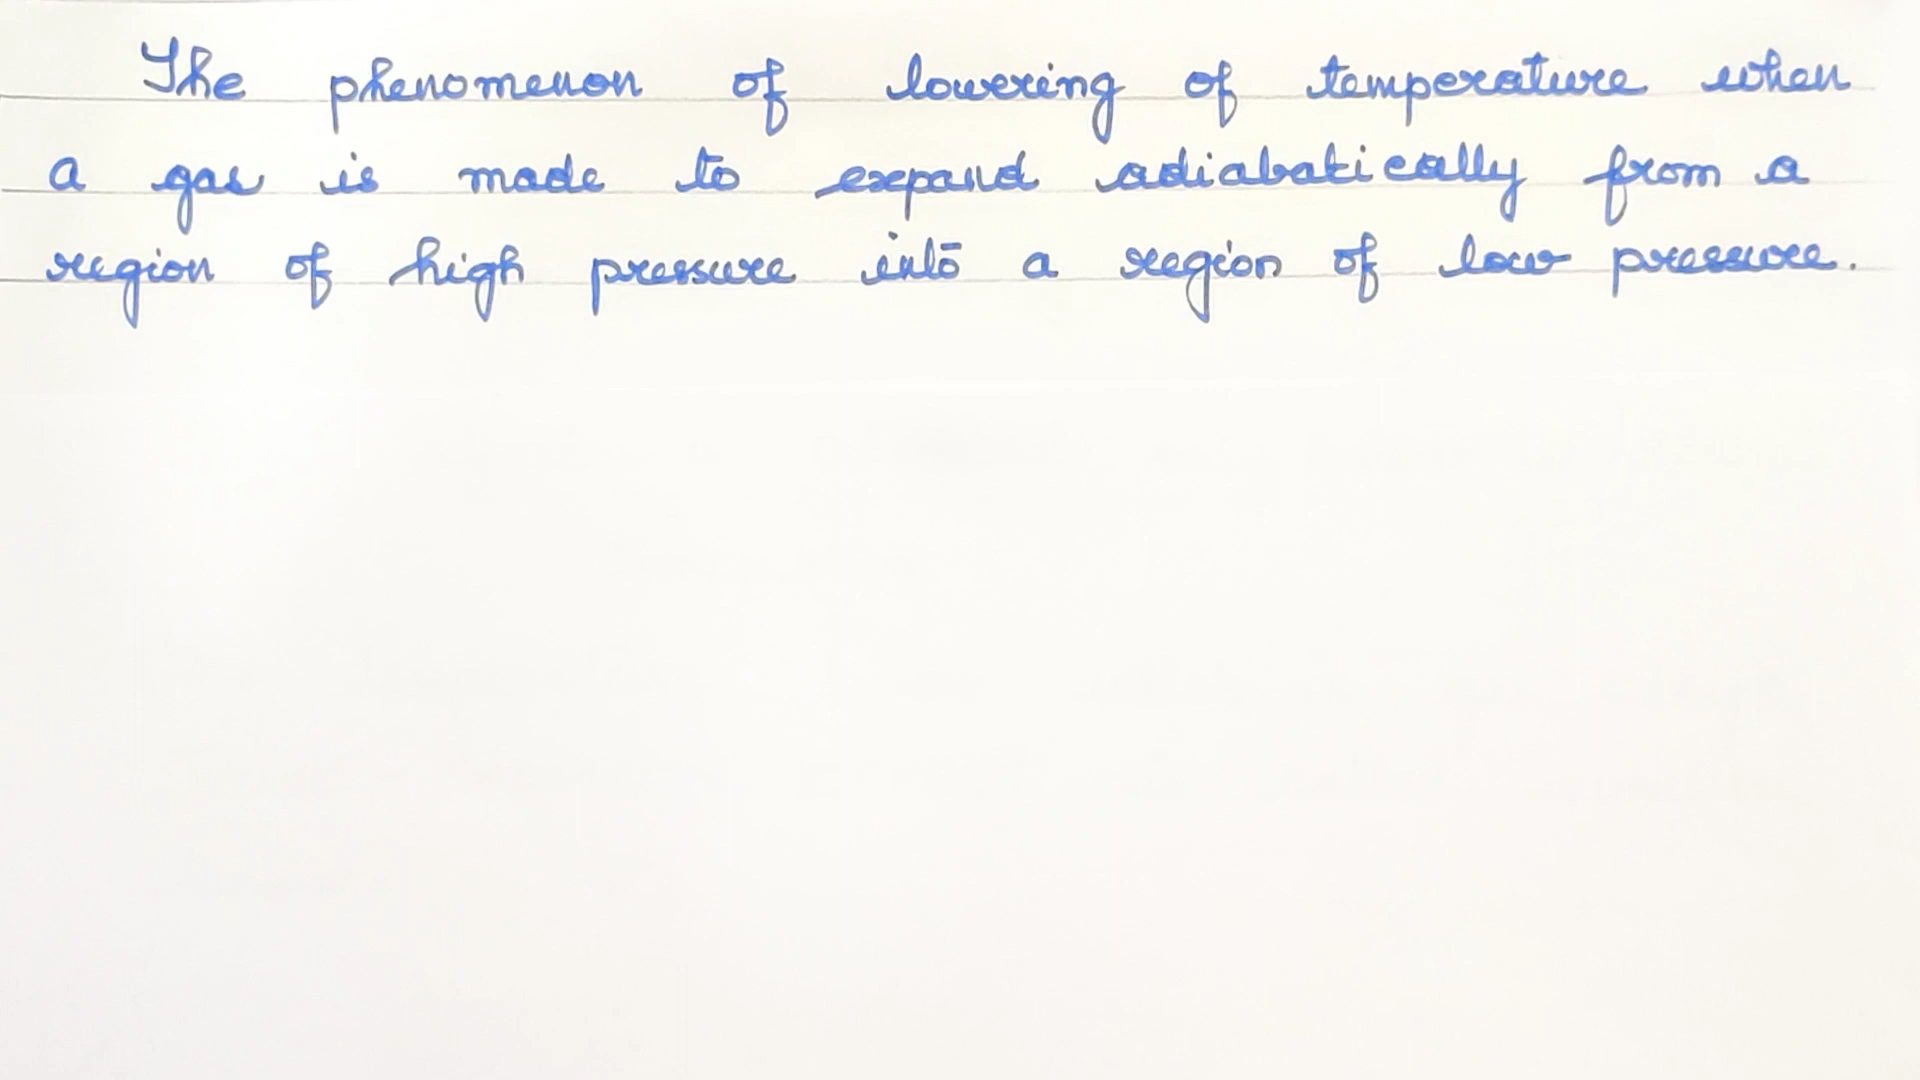 The phenomenon of lowering of temperature when
a gas is made to expand adiabatically from a
region of high pressure into a region of low pressure.